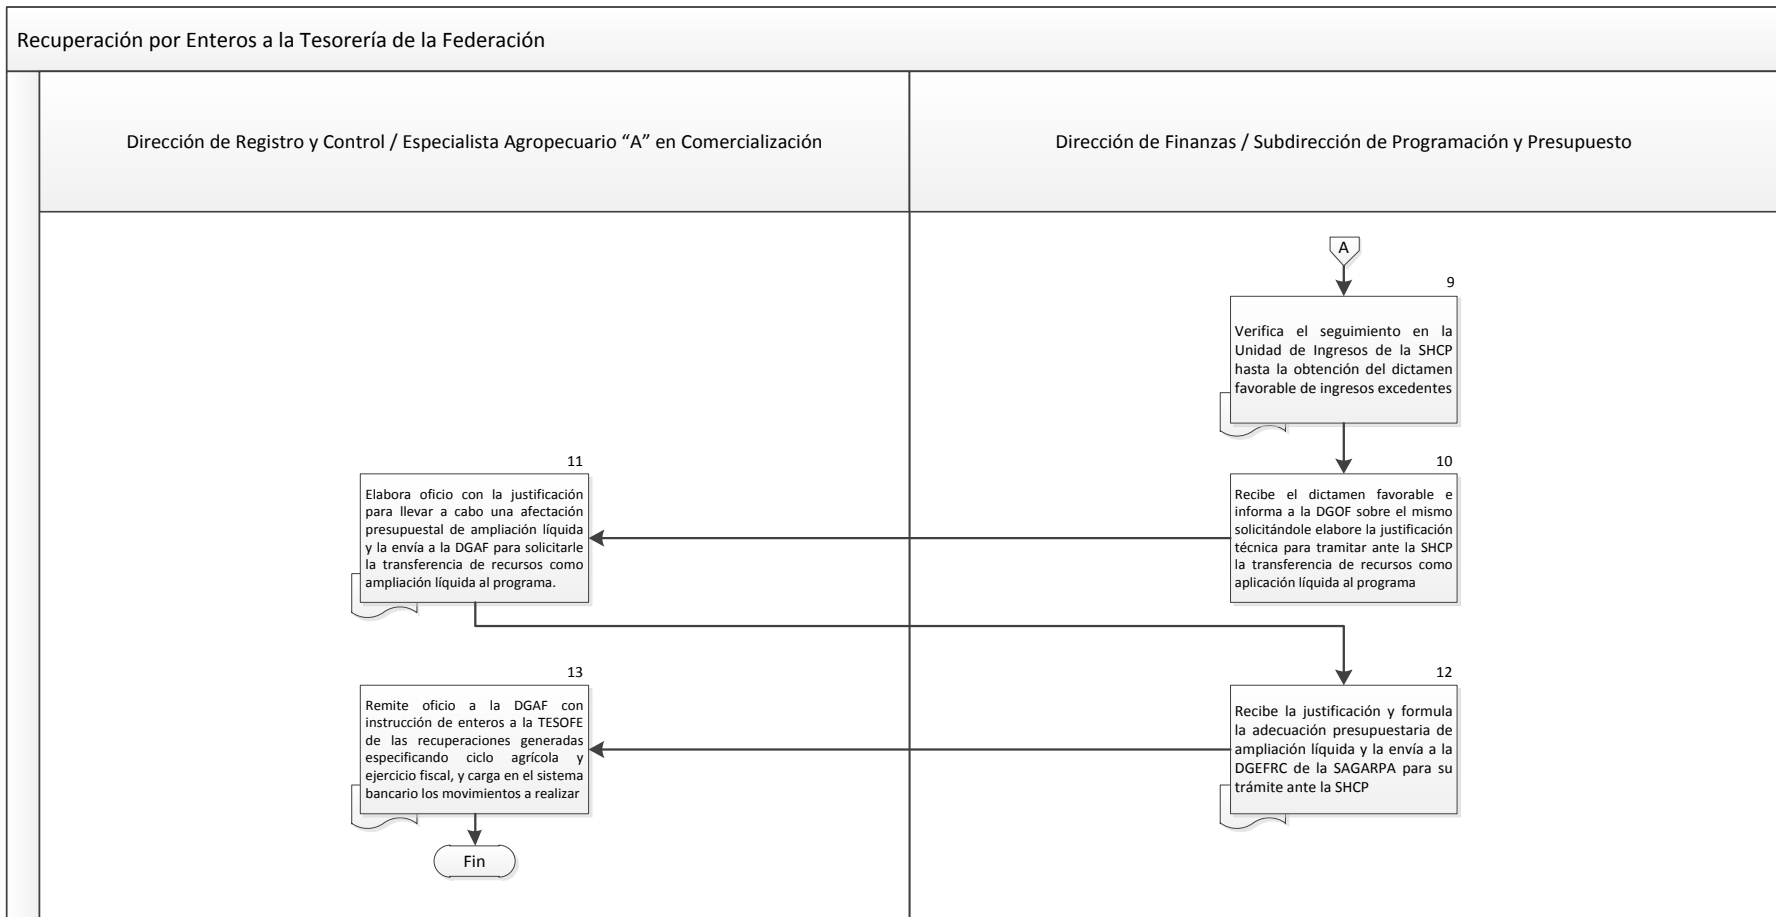 Recuperación por Enteros a la Tesorería de la Federación
Dirección de Registro y Control / Especialista Agropecuario “A” en Comercialización
Dirección de Finanzas / Subdirección de Programación y Presupuesto
A
9
Verifica el seguimiento en la
Unidad de Ingresos de la SHCP
hasta la obtención del dictamen
favorable de ingresos excedentes
10
Recibe el dictamen favorable e
informa a la DGOF sobre el mismo
solicitándole elabore la justificación
técnica para tramitar ante la SHCP
la transferencia de recursos como
aplicación líquida al programa
11
Elabora oficio con la justificación
para llevar a cabo una afectación
presupuestal de ampliación líquida
y la envía a la DGAF para solicitarle
la transferencia de recursos como
ampliación líquida al programa.
12
Recibe la justificación y formula
la adecuación presupuestaria de
ampliación líquida y la envía a la
DGEFRC de la SAGARPA para su
trámite ante la SHCP
13
Remite oficio a la DGAF con
instrucción de enteros a la TESOFE
de las recuperaciones generadas
especificando ciclo agrícola y
ejercicio fiscal, y carga en el sistema
bancario los movimientos a realizar
Fin